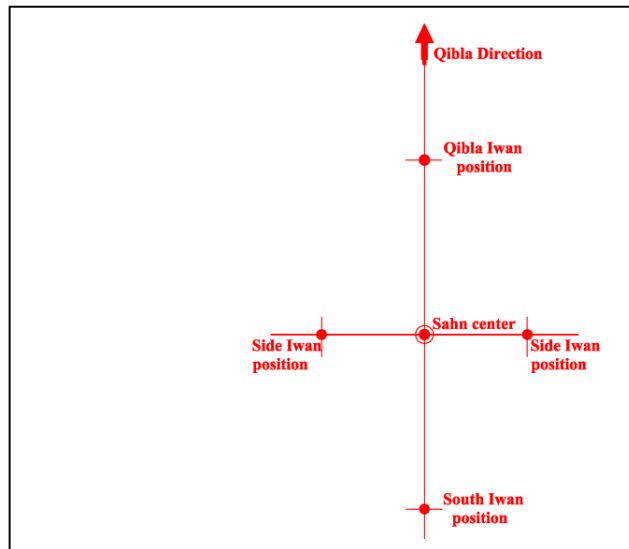 Qibla Direction
Qibla Iwan
position
Sahn center
Side Iwan
position
Side Iwan
position
South Iwan
position